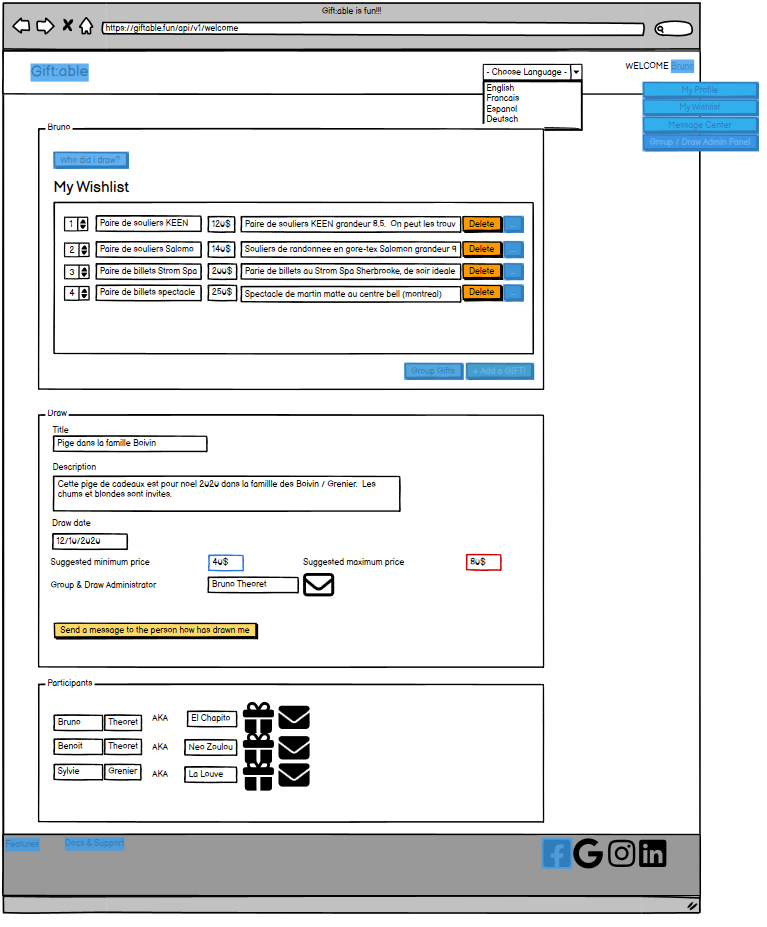 Gift:able is fun!!!
https://giftable.fun/api/v1/welcome
Gift:able
- Choose Language -
WELCOME Bruno
English
Francais
Espanol
Deutsch
My Profile
My Wishlist
Message Center
Group / Draw Admin Panel
Bruno
Who did i draw?
My Wishlist
1 Paire de souliers KEEN 120$ Paire de souliers KEEN grandeur 8.5. On peut les trouv Delete ...
2 Paire de souliers Salomo 140$ Souliers de randonnee en gore-tex Salomon grandeur 9 Delete ...
3 Paire de billets Strom Spa 200$ Parie de billets au Strom Spa Sherbrooke, de soir ideale Delete ...
4 Paire de billets spectacle 250$ Spectacle de martin matte au centre bell (montreal) Delete ...
Group Gifts + Add a GIFT!
Draw
Title
Pige dans la famille Boivin
Description
Cette pige de cadeaux est pour noel 2020 dans la famillle des Boivin / Grenier. Les
chums et blondes sont invites.
Draw date
12/10/2020
Suggested minimum price 40$ Suggested maximum price 80$
Group & Draw Administrator Bruno Theoret
Send a message to the person how has drawn me
Participants
Bruno Theoret AKA El Chapito
Benoit Theoret AKA Neo Zoulou
Sylvie Grenier AKA La Louve
Features Docs & Support